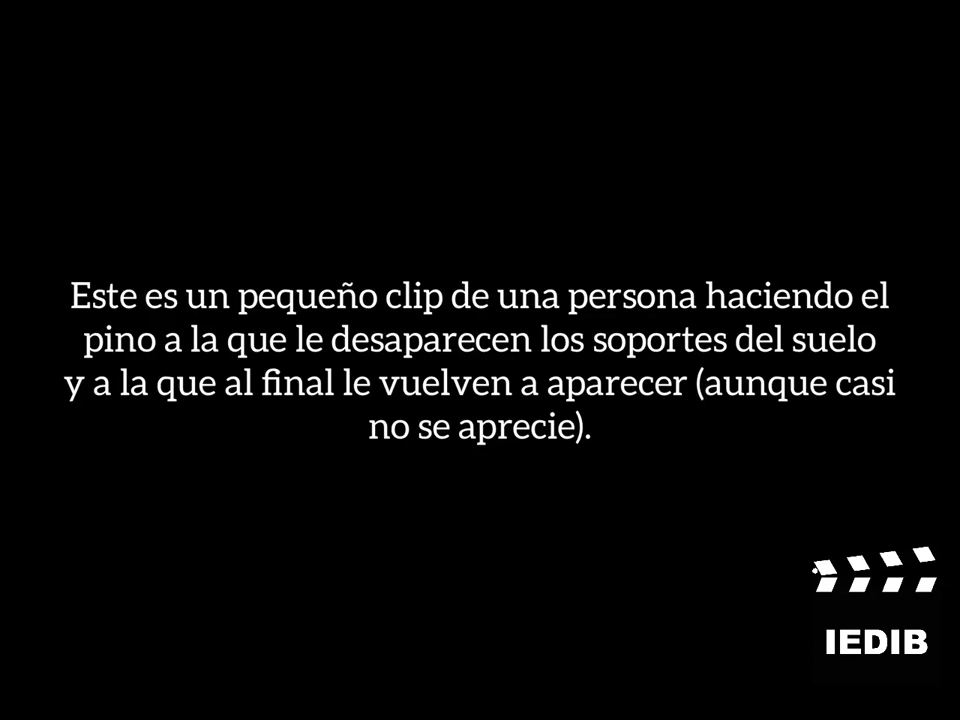 Este es un pequeño clip de una persona haciendo el
pino a la que le desaparecen los soportes del suelo
y a la que al final le vuelven a aparecer (aunque casi
no se aprecie).
IEDIB